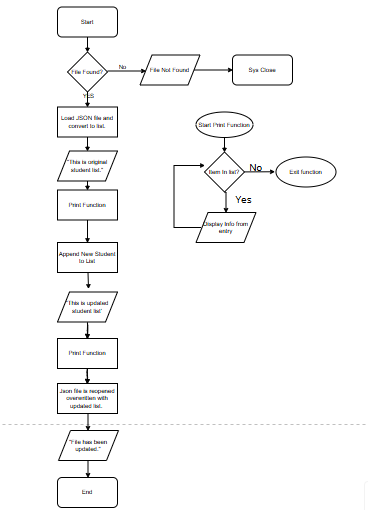 Start
File Found?
No
File Not Found
Sys Close
YES
Load JSON file and
convert to list.
"This is original
student list."
Print Function
Append New Student
to List
"This is updated
student list'
Print Function
Json file is reopened
overewritten with
updated list.
"File has been
updated."
End
Start Print Function
Item In list?
No
Exit function
Yes
Display Info from
entry